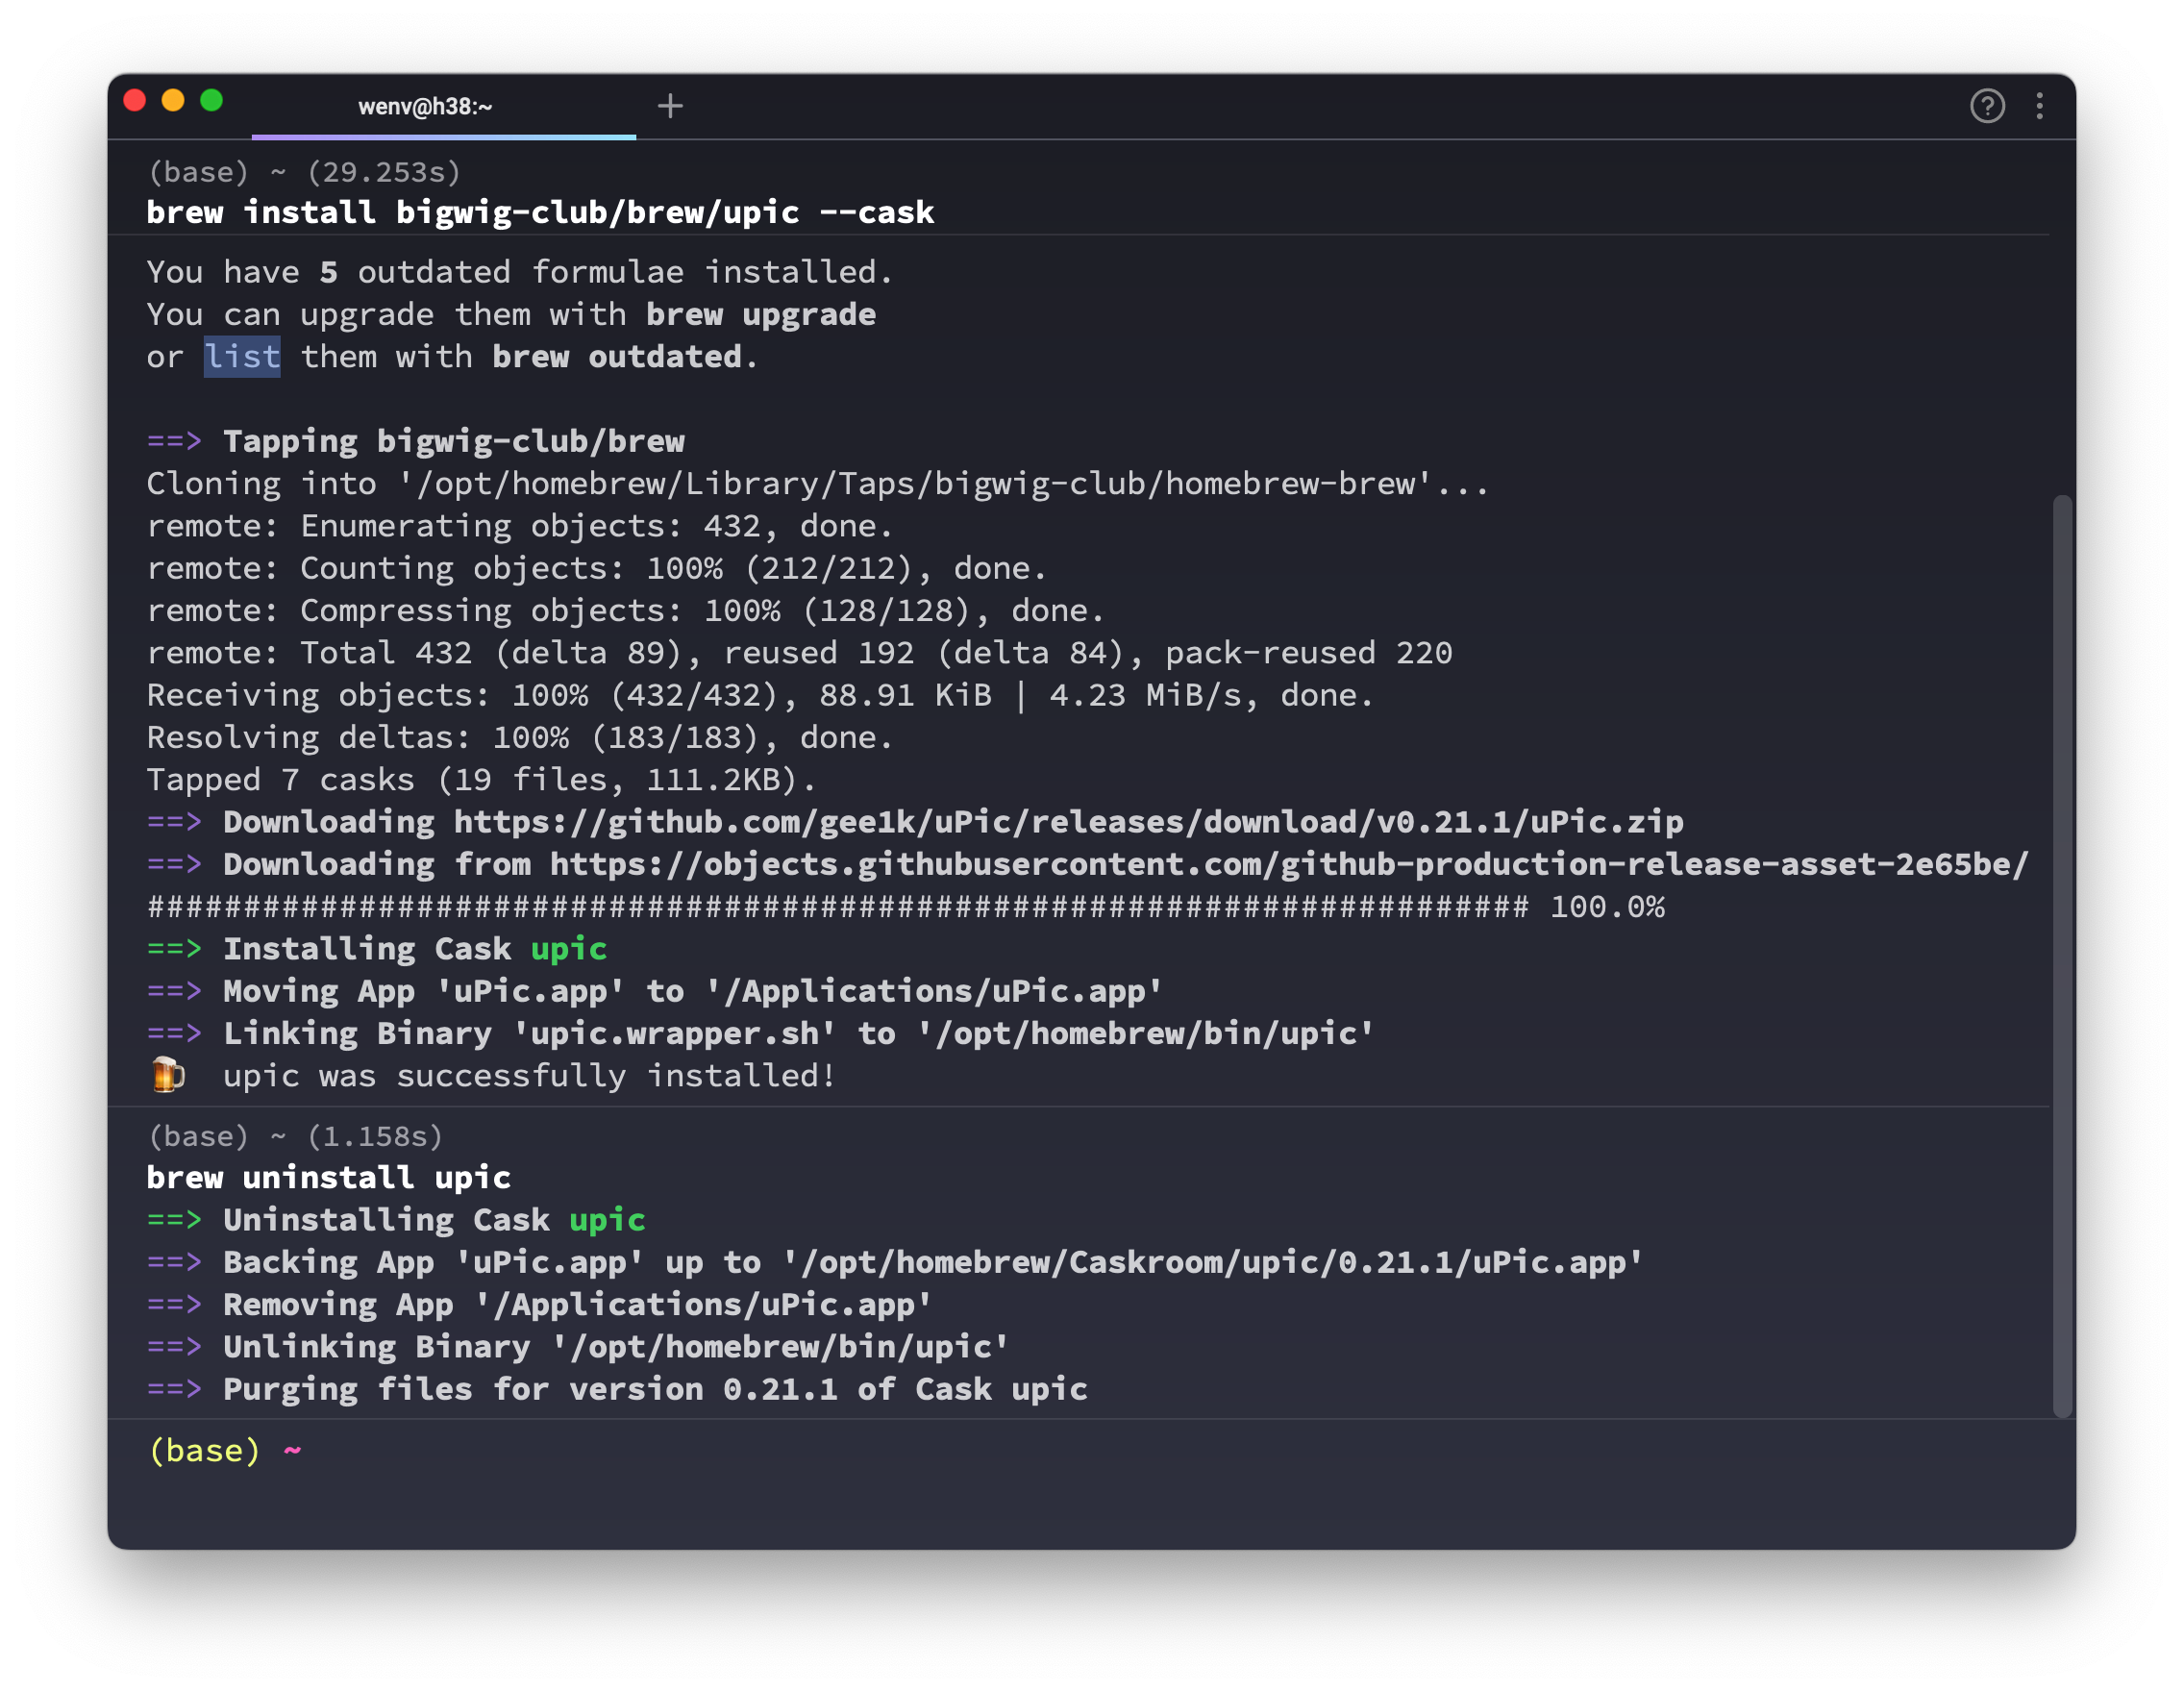 wenv@h38:~
(base) ~ (29.253s)
brew install bigwig-club/brew/upic --cask
You have 5 outdated formulae installed.
You can upgrade them with brew upgrade
or list them with brew outdated.
==> Tapping bigwig-club/brew
Cloning into '/opt/homebrew/Library/Taps/bigwig-club/homebrew-brew'...
remote: Enumerating objects: 432, done.
remote: Counting objects: 100% (212/212), done.
remote: Compressing objects: 100% (128/128), done.
remote: Total 432 (delta 89), reused 192 (delta 84), pack-reused 220
Receiving objects: 100% (432/432), 88.91 KiB | 4.23 MiB/s, done.
Resolving deltas: 100% (183/183), done.
Tapped 7 casks (19 files, 111.2KB).
==> Downloading https://github.com/gee1k/uPic/releases/download/v0.21.1/uPic.zip
==> Downloading from https://objects.githubusercontent.com/github-production-release-asset-2e65be/
######################################################################## 100.0%
==> Installing Cask upic
==> Moving App 'uPic.app' to '/Applications/uPic.app'
==> Linking Binary 'upic.wrapper.sh' to '/opt/homebrew/bin/upic'
🍺 upic was successfully installed!
(base) ~ (1.158s)
brew uninstall upic
==> Uninstalling Cask upic
==> Backing App 'uPic.app' up to '/opt/homebrew/Caskroom/upic/0.21.1/uPic.app'
==> Removing App '/Applications/uPic.app'
==> Unlinking Binary '/opt/homebrew/bin/upic'
==> Purging files for version 0.21.1 of Cask upic
(base) ~